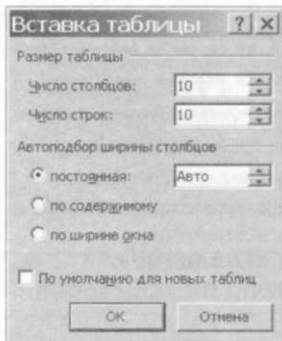 Вставка таблицы ? ×
Размер таблицы
Число столбцов: 10
Число строк: 10
Автоподбор ширины столбцов
постоянная: Авто
по содержимому
по ширине окна
По умолчанию для новых таблиц
ОК Отмена